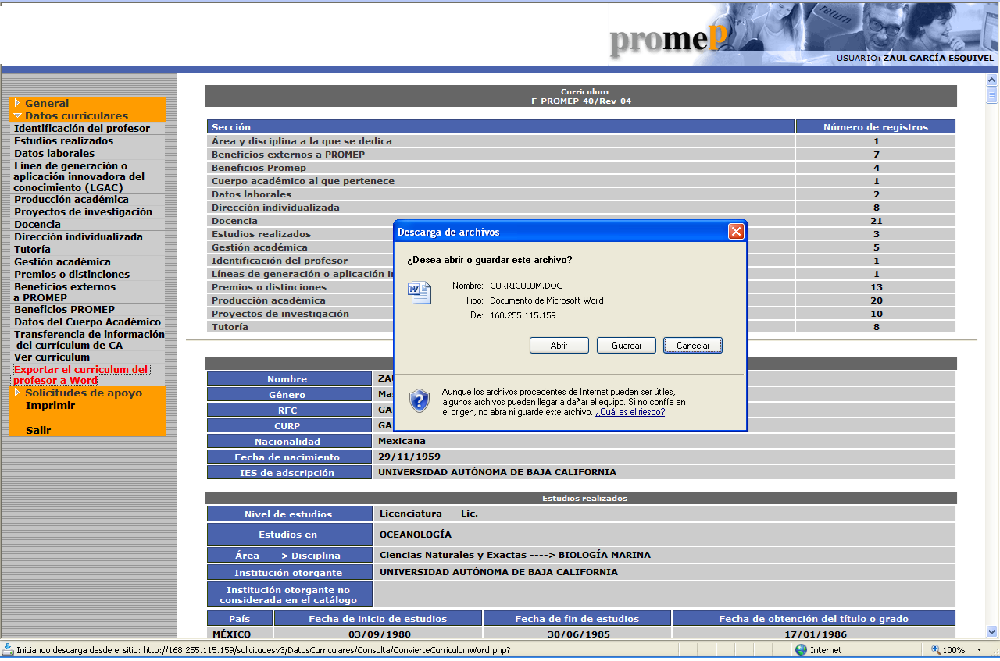 return
promep
USUARIO: ZAUL GARCÍA ESQUIVEL
General
Datos curriculares
Identificación del profesor
Estudios realizados
Datos laborales
Línea de generación o
aplicación innovadora del
conocimiento (LGAC)
Producción académica
Proyectos de investigación
Docencia
Dirección individualizada
Tutoría
Gestión académica
Premios o distinciones
Beneficios externos
a PROMEP
Beneficios PROMEP
Datos del Cuerpo Académico
Transferencia de información
del currículum de CA
Ver curriculum
Exportar el curriculum del
profesor a Word
Solicitudes de apoyo
Imprimir
Salir
Curriculum
F-PROMEP-40/Rev-04
Sección Número de registros
Área y disciplina a la que se dedica 1
Beneficios externos a PROMEP 7
Beneficios Promep 4
Cuerpo académico al que pertenece 1
Datos laborales 2
Dirección individualizada 8
Docencia 21
Estudios realizados 3
Gestión académica 5
Identificación del profesor 1
Líneas de generación o aplicación 1
Premios o distinciones 13
Producción académica 20
Proyectos de investigación 10
Tutoría 8
Descarga de archivos
¿Desea abrir o guardar este archivo?
Nombre: CURRICULUM.DOC
Tipo: Documento de Microsoft Word
De: 168.255.115.159
Abrir Guardar Cancelar
Aunque los archivos procedentes de Internet pueden ser útiles,
algunos archivos pueden llegar a dañar el equipo. Si no confía en
el origen, no abra ni guarde este archivo. ¿Cuál es el riesgo?
Nombre
Género
RFC
CURP
Nacionalidad Mexicana
Fecha de nacimiento 29/11/1959
IES de adscripción UNIVERSIDAD AUTÓNOMA DE BAJA CALIFORNIA
Estudios realizados
Nivel de estudios Licenciatura Lic.
Estudios en OCEANOLOGÍA
Área ----> Disciplina Ciencias Naturales y Exactas ----> BIOLOGÍA MARINA
Institución otorgante UNIVERSIDAD AUTÓNOMA DE BAJA CALIFORNIA
Institución otorgante no
considerada en el catálogo
País Fecha de inicio de estudios Fecha de fin de estudios Fecha de obtención del título o grado
MÉXICO 03/09/1980 30/06/1985 17/01/1986
Iniciando descarga desde el sitio: http://168.255.115.159/solicitudesv3/DatosCurriculares/Consulta/ConvierteCurriculumWord.php? Internet 100%